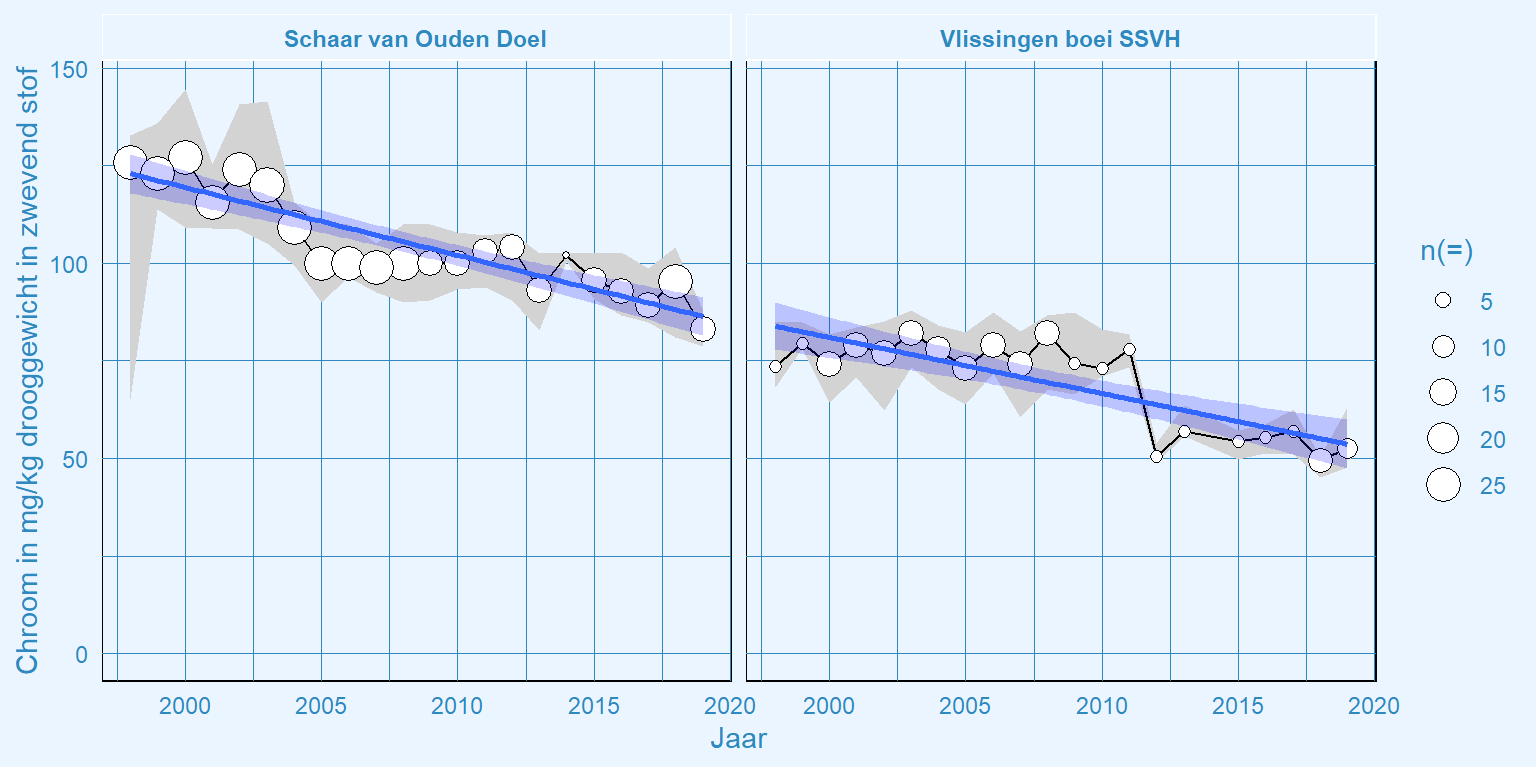 Schaar van Ouden Doel
Vlissingen boei SSVH
Chroom in mg/kg drooggewicht in zwevend stof
150
100
50
0
2000 2005 2010 2015 2020
2000 2005 2010 2015 2020
Jaar
n(=)
5
10
15
20
25